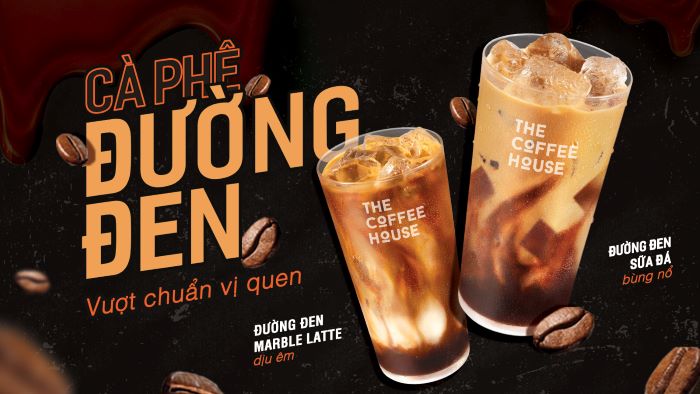 CÀ PHÊ
ĐƯỜNG
ĐEN
Vượt chuẩn vị quen
THE
COFFEE
HOUSE
THE
COFFEE
HOUSE
ĐƯỜNG ĐEN
MARBLE LATTE
dịu êm
ĐƯỜNG ĐEN
SỮA ĐÁ
bùng nổ